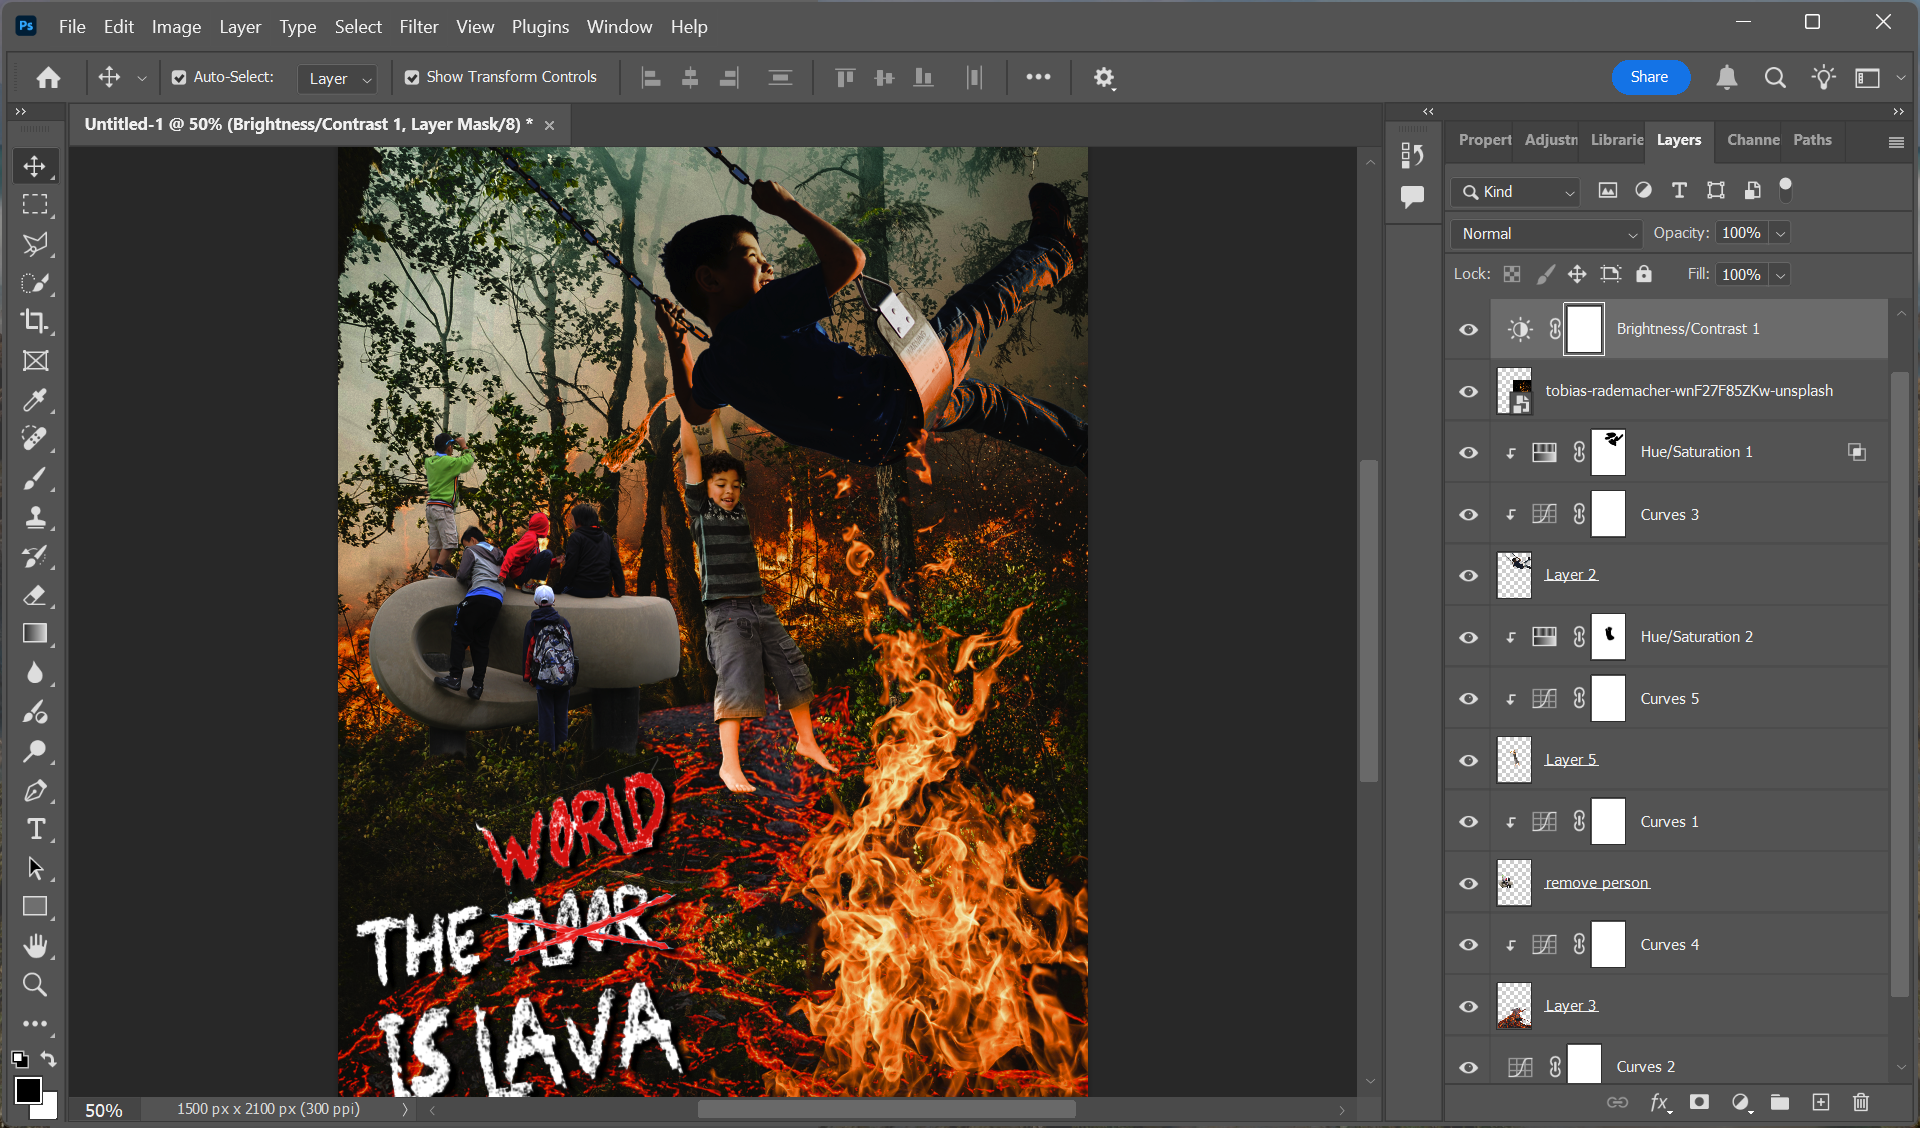 Ps File Edit Image Layer Type Select Filter View Plugins Window Help
Auto-Select: Layer Show Transform Controls Share
Untitled-1 @ 50% (Brightness/Contrast 1, Layer Mask/8) *
Propert Adjustn Librarie Layers Channe Paths
Kind
Normal Opacity: 100%
Lock: Fill: 100%
Brightness/Contrast 1
tobias-rademacher-wnF27F85ZKw-unsplash
Hue/Saturation 1
Curves 3
Layer 2
Hue/Saturation 2
Curves 5
Layer 5
Curves 1
remove person
Curves 4
Layer 3
Curves 2
WORLD
THE FLOOR
IS LAVA
50% 1500 px x 2100 px (300 ppi)
fx